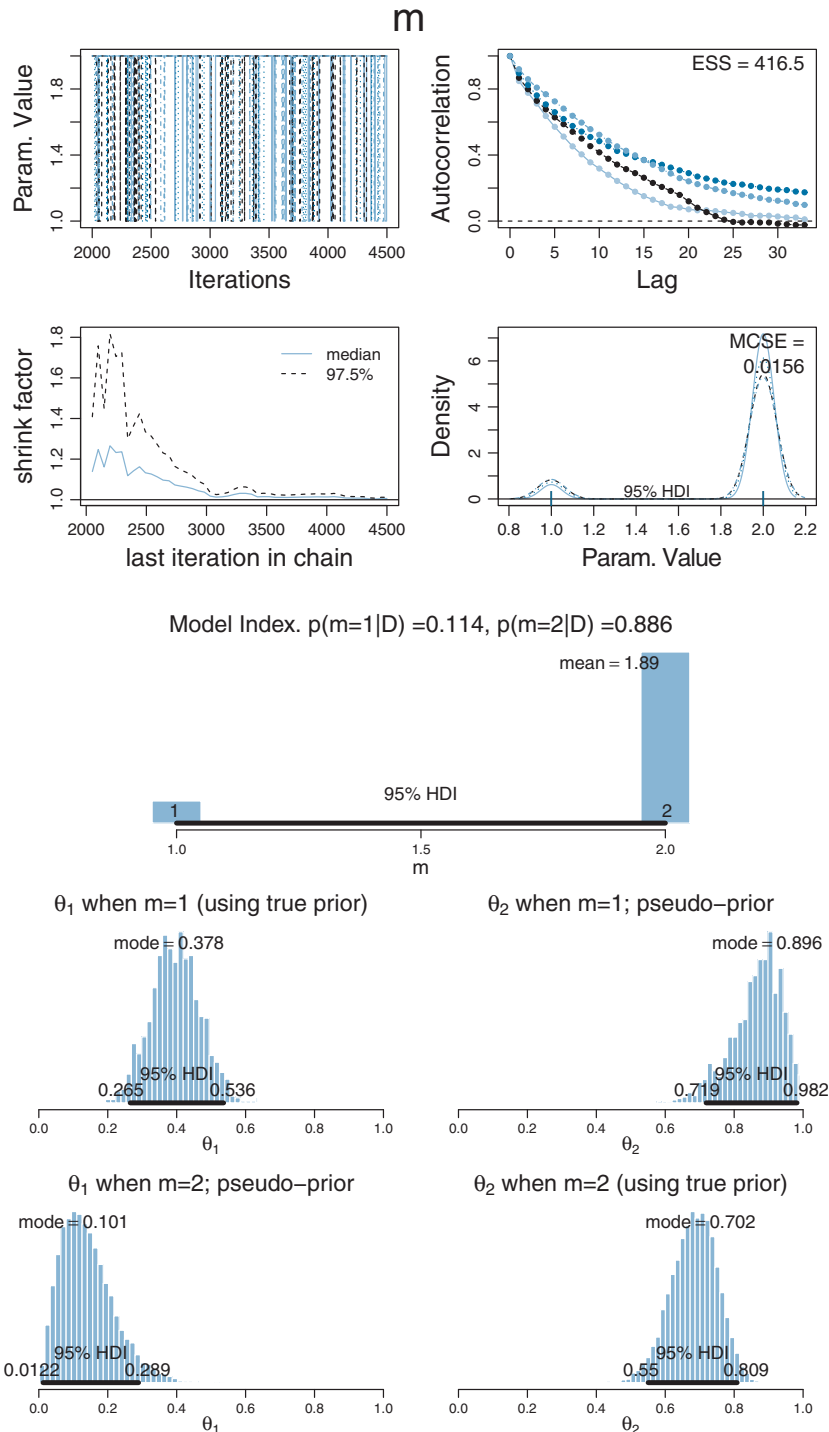 m
Param. Value
1.0 1.4 1.8
2000 2500 3000 3500 4000 4500
Iterations
Autocorrelation
0.0 0.4 0.8
ESS = 416.5
0 5 10 15 20 25 30
Lag
shrink factor
1.0 1.2 1.4 1.6 1.8
median
97.5%
2000 2500 3000 3500 4000 4500
last iteration in chain
Density
0 2 4 6
MCSE =
0.0156
95% HDI
0.8 1.0 1.2 1.4 1.6 1.8 2.0 2.2
Param. Value
Model Index. p(m=1|D) =0.114, p(m=2|D) =0.886
mean = 1.89
95% HDI
1 2
1.0 1.5 2.0
m
θ1 when m=1 (using true prior)
mode = 0.378
95% HDI
0.265 0.536
0.0 0.2 0.4 0.6 0.8 1.0
θ1
θ2 when m=1; pseudo−prior
mode = 0.896
95% HDI
0.719 0.982
0.0 0.2 0.4 0.6 0.8 1.0
θ2
θ1 when m=2; pseudo−prior
mode = 0.101
95% HDI
0.0122 0.289
0.0 0.2 0.4 0.6 0.8 1.0
θ1
θ2 when m=2 (using true prior)
mode = 0.702
95% HDI
0.55 0.809
0.0 0.2 0.4 0.6 0.8 1.0
θ2